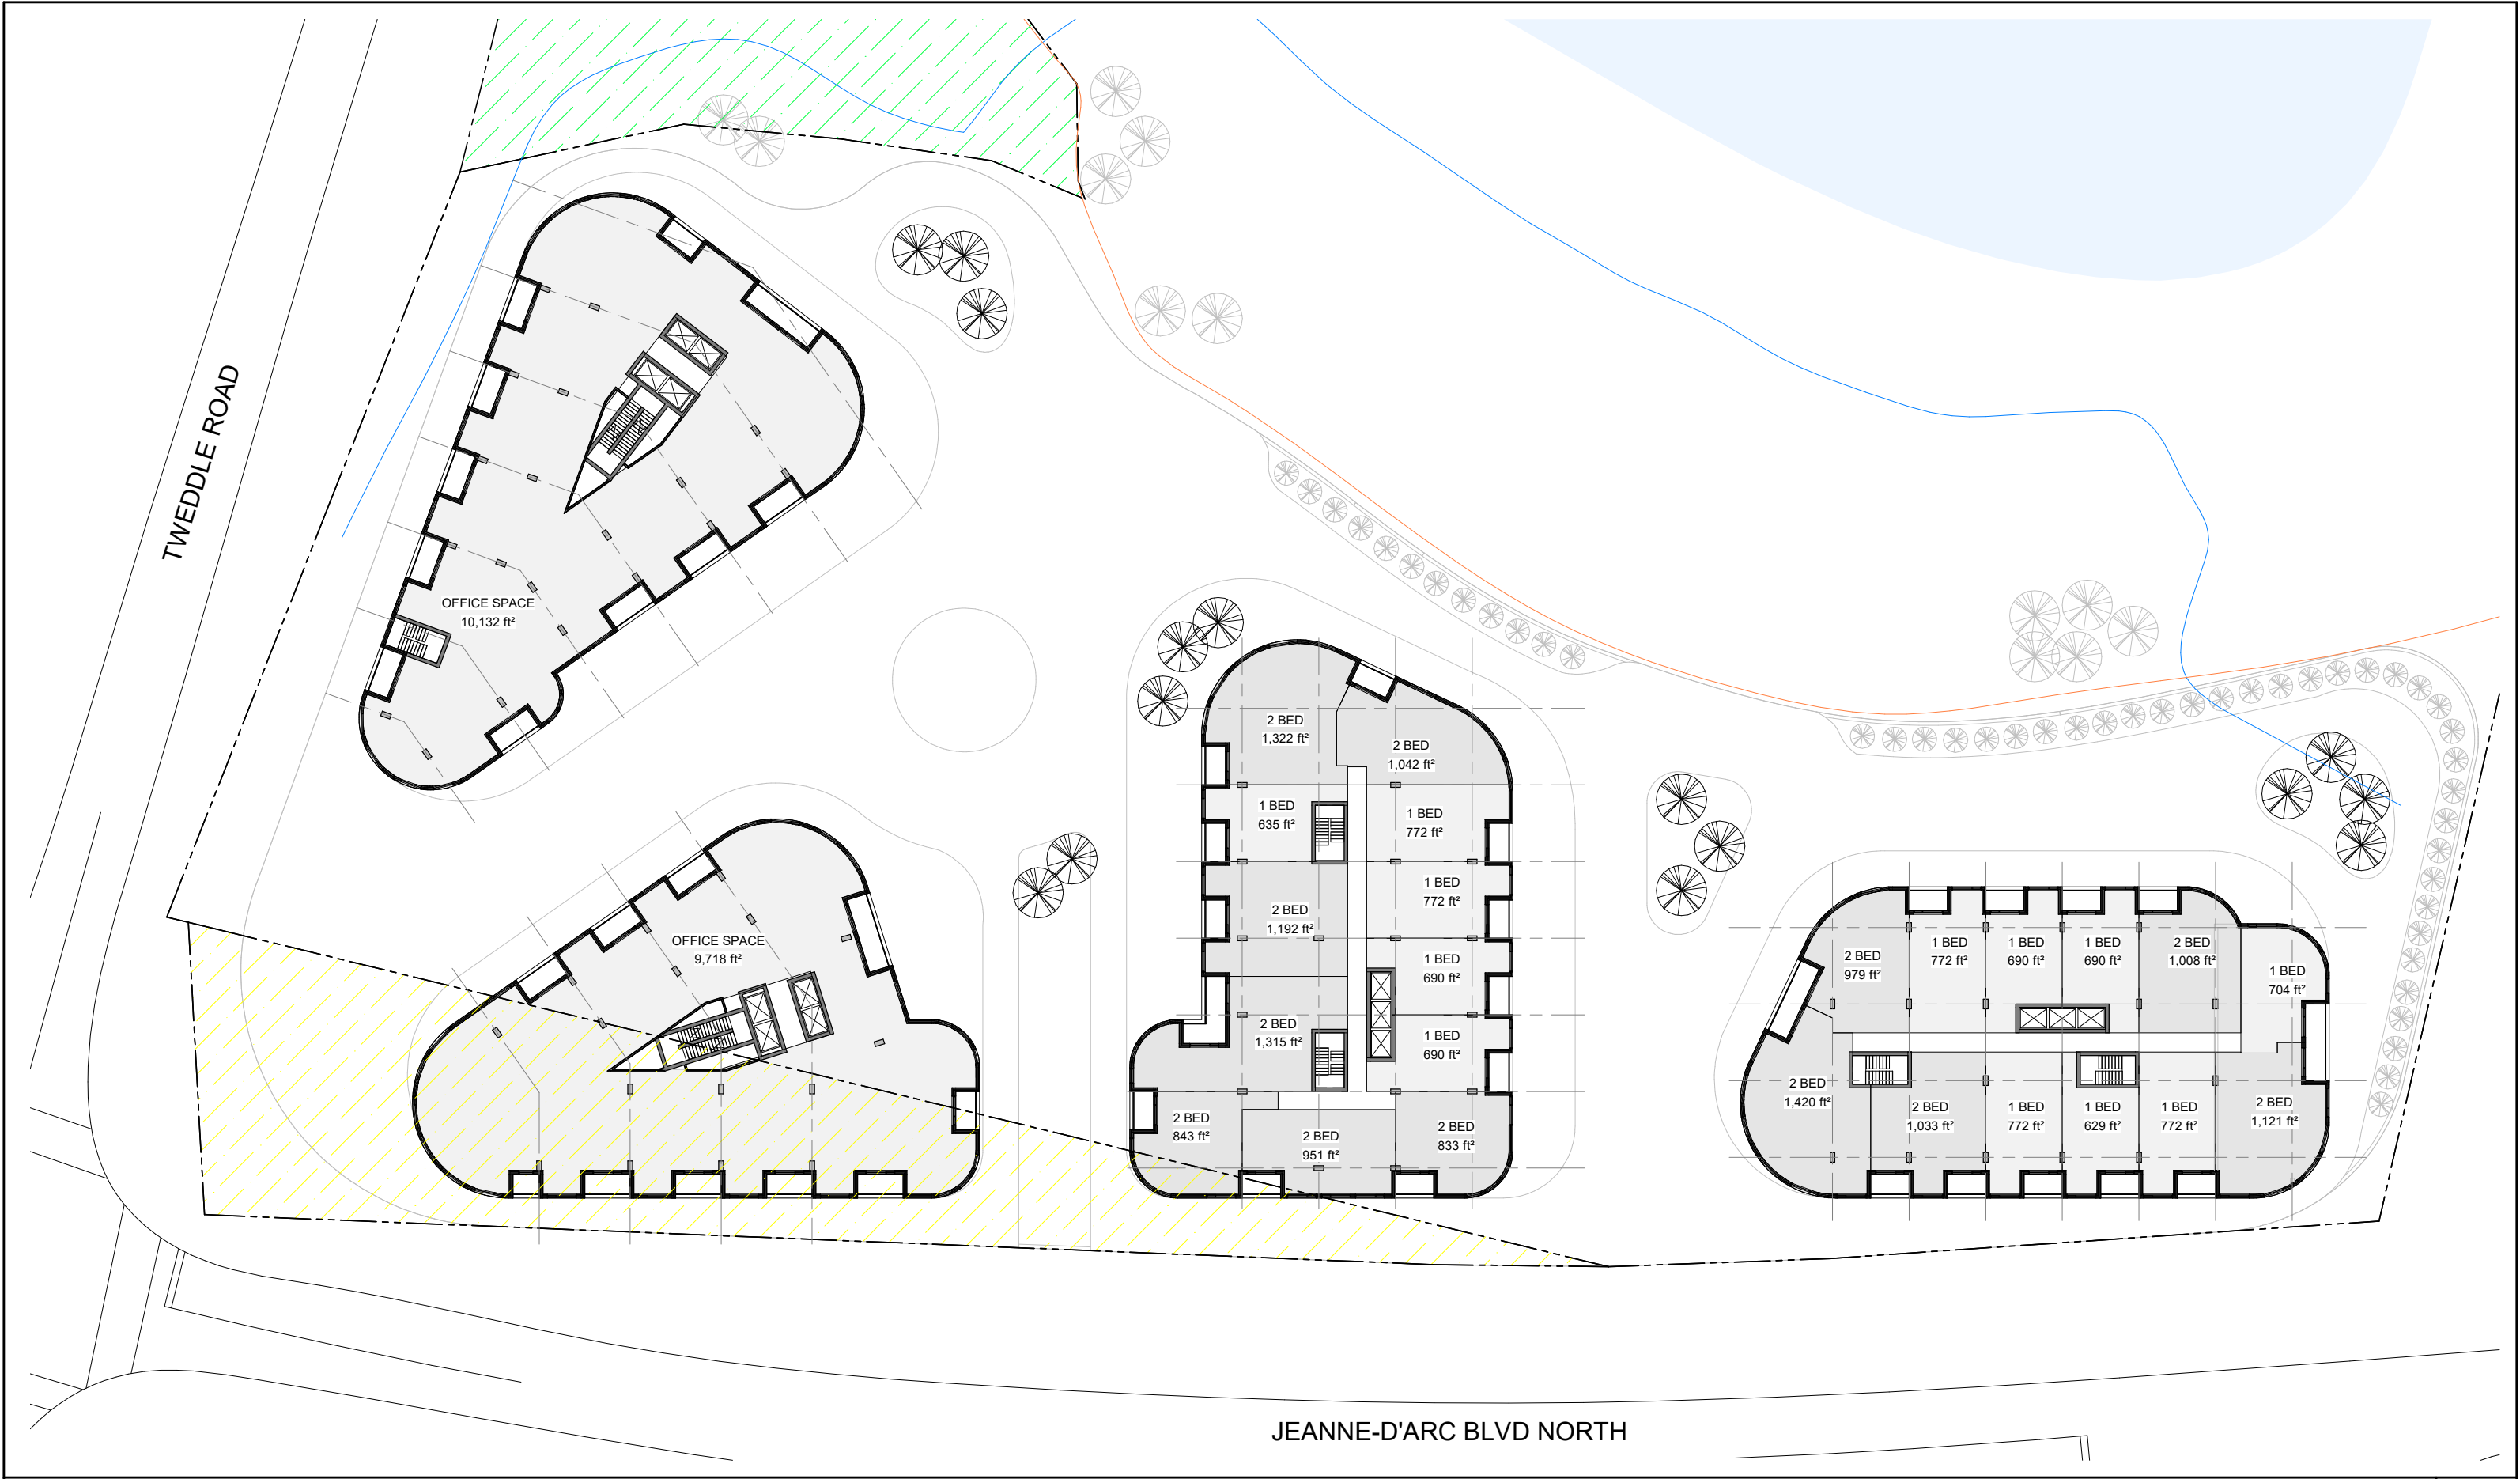 TWEDDLE ROAD
OFFICE SPACE
10,132 ft²
OFFICE SPACE
9,718 ft²
2 BED
1,322 ft²
2 BED
1,042 ft²
1 BED
635 ft²
1 BED
772 ft²
1 BED
772 ft²
2 BED
1,192 ft²
1 BED
690 ft²
2 BED
1,315 ft²
1 BED
690 ft²
2 BED
843 ft²
2 BED
951 ft²
2 BED
833 ft²
2 BED
979 ft²
1 BED
772 ft²
1 BED
690 ft²
1 BED
690 ft²
2 BED
1,008 ft²
1 BED
704 ft²
2 BED
1,420 ft²
2 BED
1,033 ft²
1 BED
772 ft²
1 BED
629 ft²
1 BED
772 ft²
2 BED
1,121 ft²
JEANNE-D'ARC BLVD NORTH